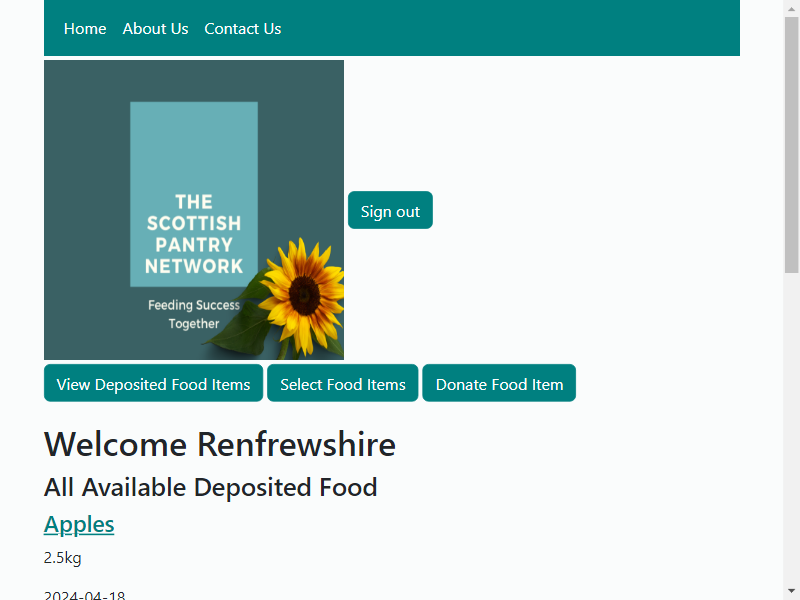 Home About Us Contact Us
THE
SCOTTISH
PANTRY
NETWORK
Feeding Success
Together
Sign out
View Deposited Food Items Select Food Items Donate Food Item
Welcome Renfrewshire
All Available Deposited Food
Apples
2.5kg
2024-04-18